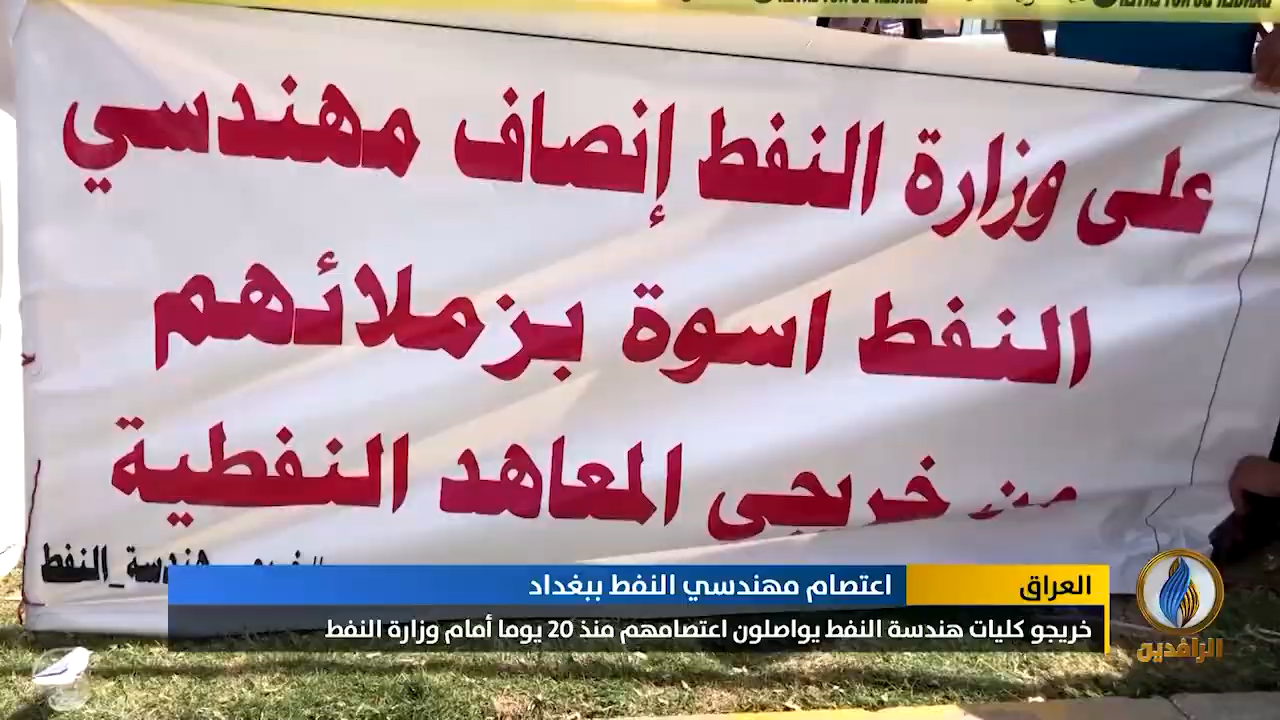 على وزارة النفط إنصاف مهندسي
النفط اسوة بزملائهم
من خريجي المعاهد النفطية
هندسة_النفط
العراق
اعتصام مهندسي النفط ببغداد
خريجو كليات هندسة النفط يواصلون اعتصامهم منذ 20 يوما أمام وزارة النفط
الرافدين